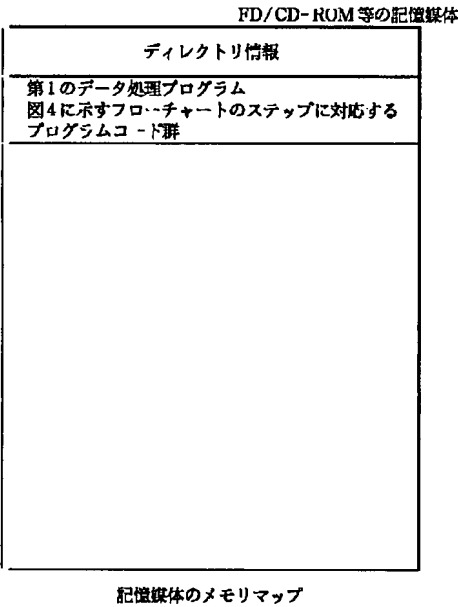 FD/CD-ROM 等の記憶媒体
ディレクトリ情報
第1のデータ処理プログラム
図4に示すフローチャートのステップに対応する
プログラムコード群
記憶媒体のメモリマップ